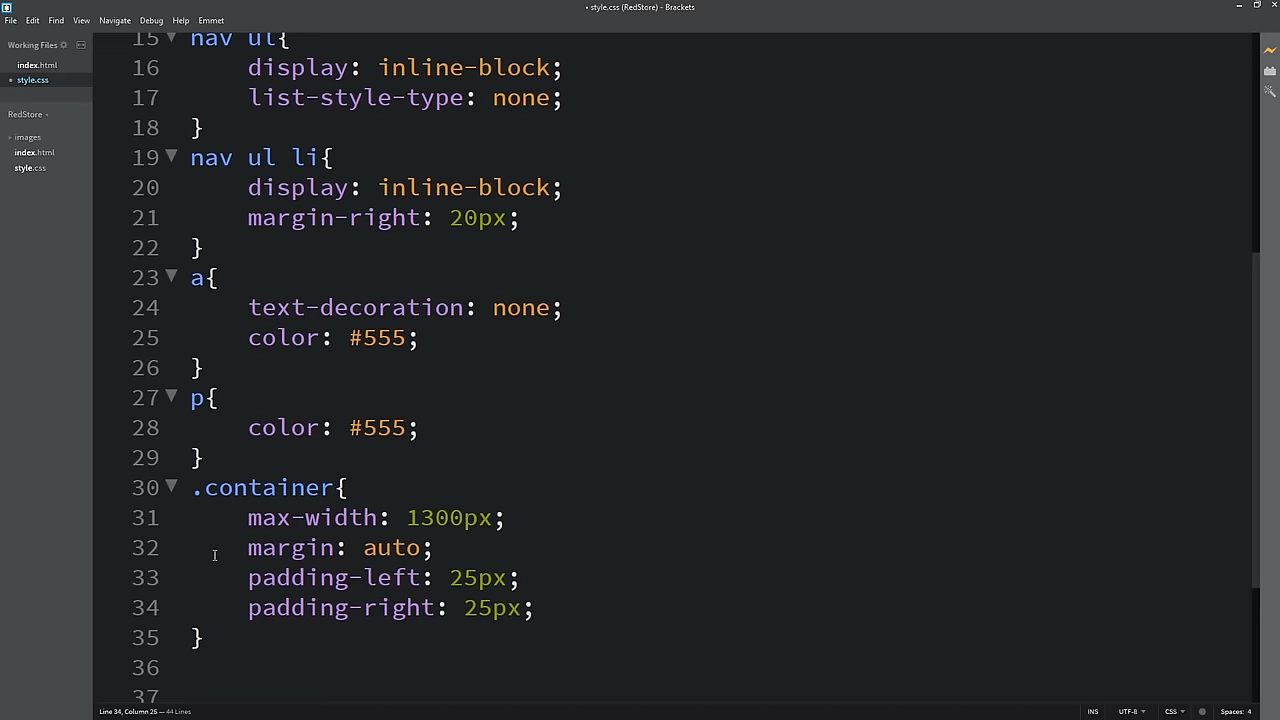 • style.css (RedStore) - Brackets
File Edit Find View Navigate Debug Help Emmet
Working Files
index.html
style.css
RedStore
images
index.html
style.css
15 nav ul{
16 display: inline-block;
17 list-style-type: none;
18 }
19 nav ul li{
20 display: inline-block;
21 margin-right: 20px;
22 }
23 a{
24 text-decoration: none;
25 color: #555;
26 }
27 p{
28 color: #555;
29 }
30 .container{
31 max-width: 1300px;
32 margin: auto;
33 padding-left: 25px;
34 padding-right: 25px;
35 }
36
37
Line 34, Column 25 — 44 Lines
INS UTF-8 CSS Spaces: 4